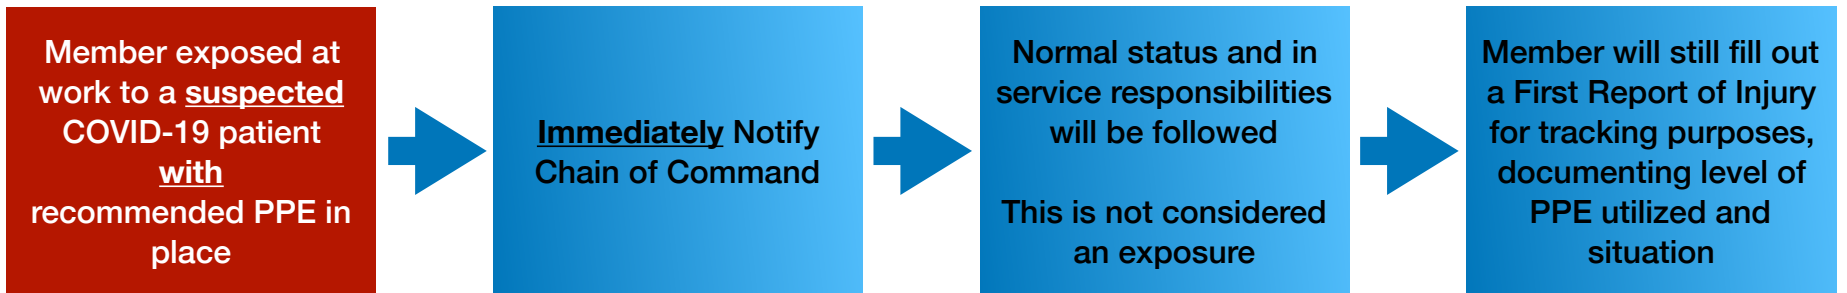 Member exposed at
work to a suspected
COVID-19 patient
with
recommended PPE in
place
Immediately Notify
Chain of Command
Normal status and in
service responsibilities
will be followed
This is not considered
an exposure
Member will still fill out
a First Report of Injury
for tracking purposes,
documenting level of
PPE utilized and
situation